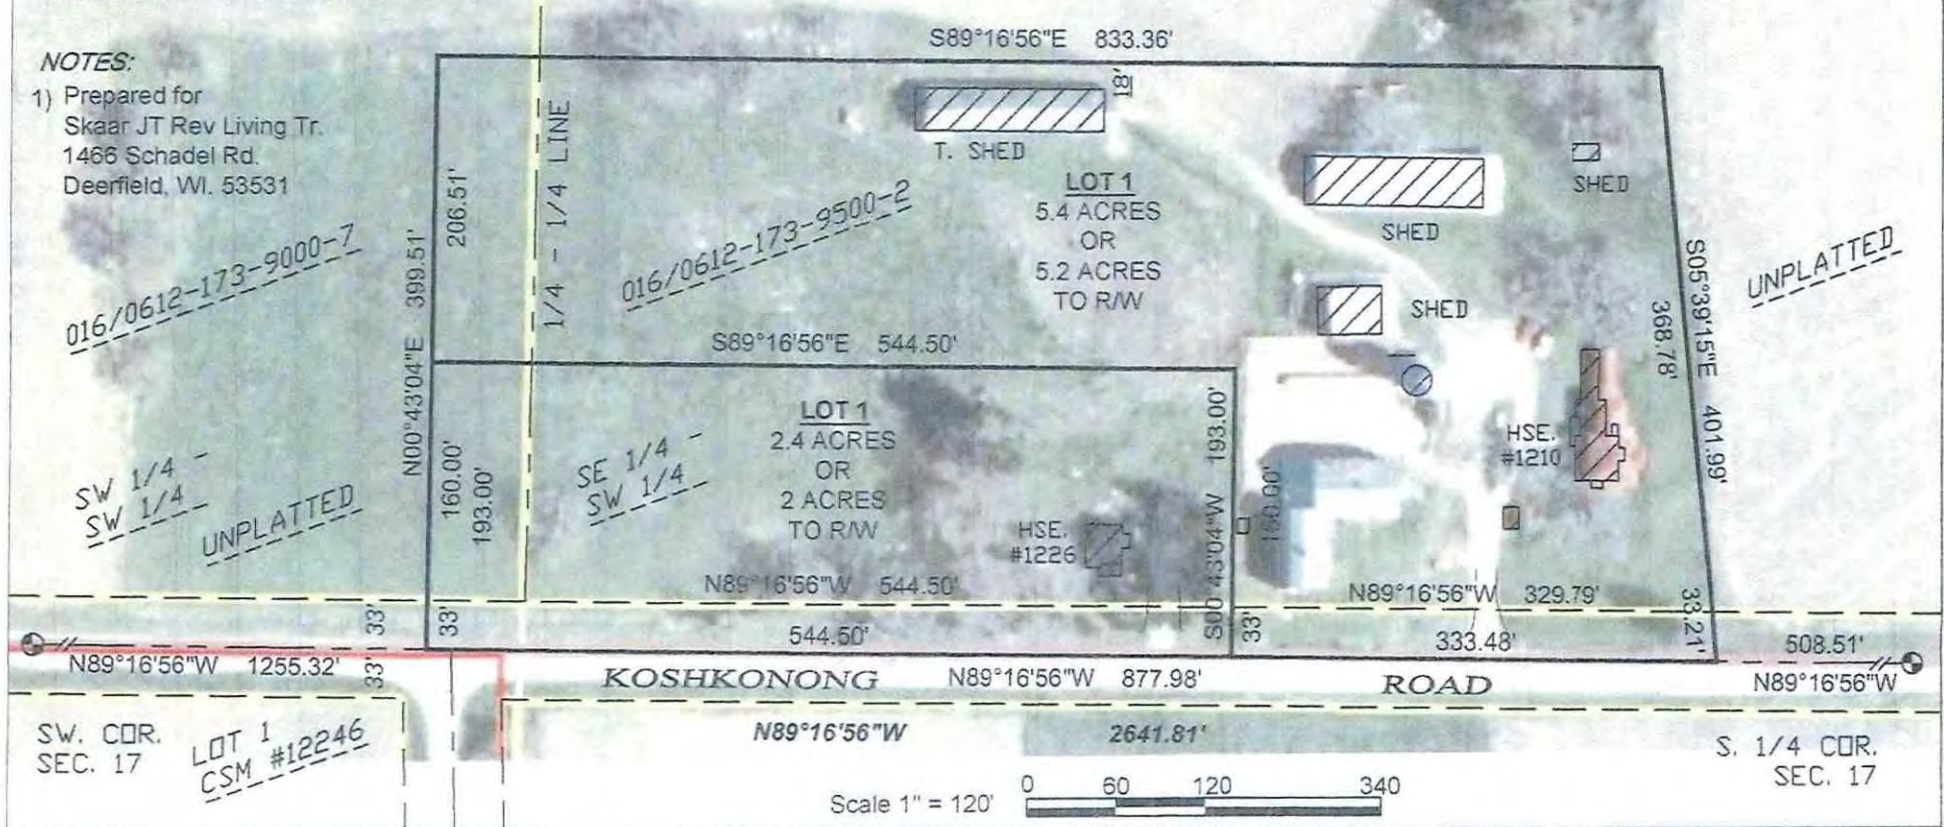 S89°16'56"E 833.36'
NOTES:
1) Prepared for
Skaar JT Rev Living Tr.
1466 Schadel Rd.
Deerfield, WI. 53531
18'
T. SHED
SHED
SHED
SHED
LOT 1
5.4 ACRES
OR
5.2 ACRES
TO R/W
1/4 - 1/4 LINE
206.51'
N00°43'04"E 399.51'
016/0612-173-9000-7
016/0612-173-9500-2
UNPLATTED
S05°39'15"E 401.99'
368.78'
S89°16'56"E 544.50'
LOT 1
2.4 ACRES
OR
2 ACRES
TO R/W
SE 1/4 -
SW 1/4
SW 1/4 -
SW 1/4
UNPLATTED
160.00'
193.00'
S00°43'04"W 193.00'
160.00'
HSE.
#1210
HSE.
#1226
N89°16'56"W 544.50'
N89°16'56"W 329.79'
33'
33'
33'
33.21'
544.50'
333.48'
508.51'
N89°16'56"W 1255.32'
33'
KOSHKONONG
N89°16'56"W 877.98'
ROAD
N89°16'56"W
SW. COR.
SEC. 17
LOT 1
CSM #12246
N89°16'56"W 2641.81'
S. 1/4 COR.
SEC. 17
Scale 1" = 120'
0 60 120 340